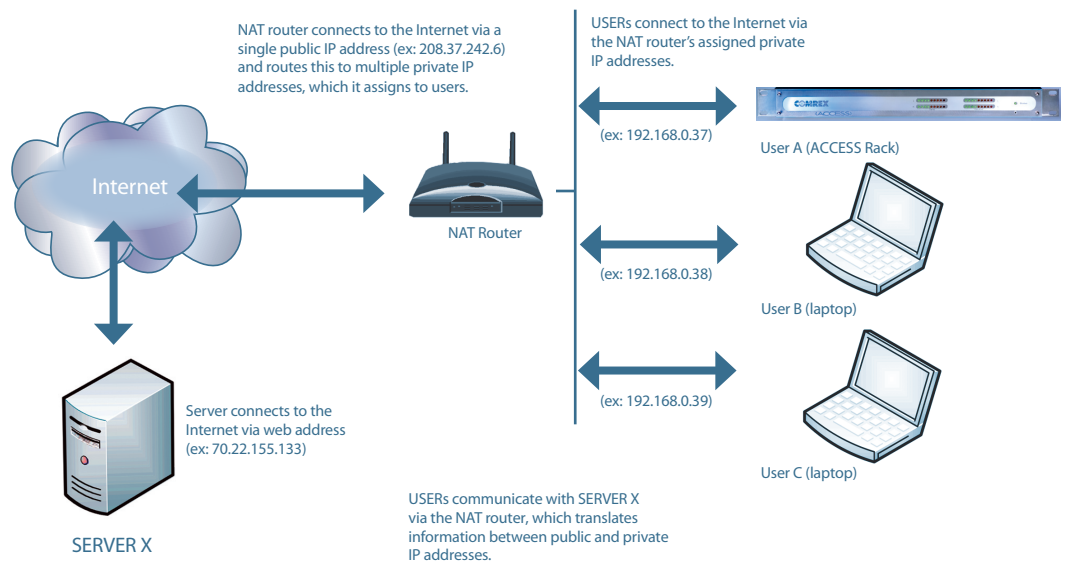 NAT router connects to the Internet via a
single public IP address (ex: 208.37.242.6)
and routes this to multiple private IP
addresses, which it assigns to users.
USERs connect to the Internet via
the NAT router's assigned private
IP addresses.
Internet
NAT Router
(ex: 192.168.0.37)
COMREX
ACCESS
User A (ACCESS Rack)
(ex: 192.168.0.38)
User B (laptop)
(ex: 192.168.0.39)
User C (laptop)
Server connects to the
Internet via web address
(ex: 70.22.155.133)
SERVER X
USERs communicate with SERVER X
via the NAT router, which translates
information between public and private
IP addresses.